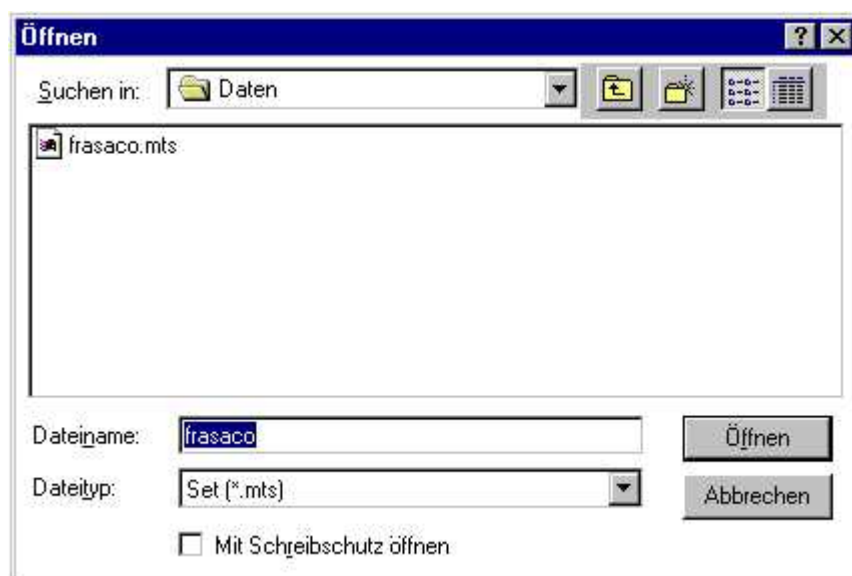 Öffnen
Suchen in: Daten
frasaco.mts
Dateiname: frasaco Öffnen
Dateityp: Set (*.mts) Abbrechen
Mit Schreibschutz öffnen